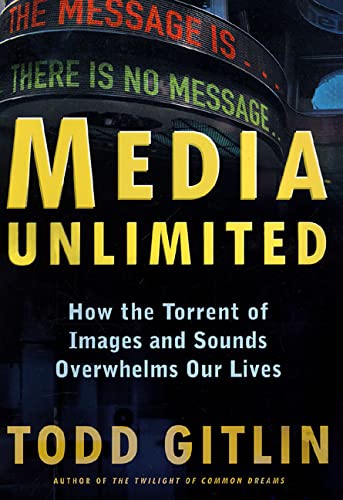 THE MESSAGE IS . . .
THERE IS NO MESSAGE . . .
MEDIA
UNLIMITED
How the Torrent of
Images and Sounds
Overwhelms Our Lives
TODD GITLIN
AUTHOR OF THE TWILIGHT OF COMMON DREAMS